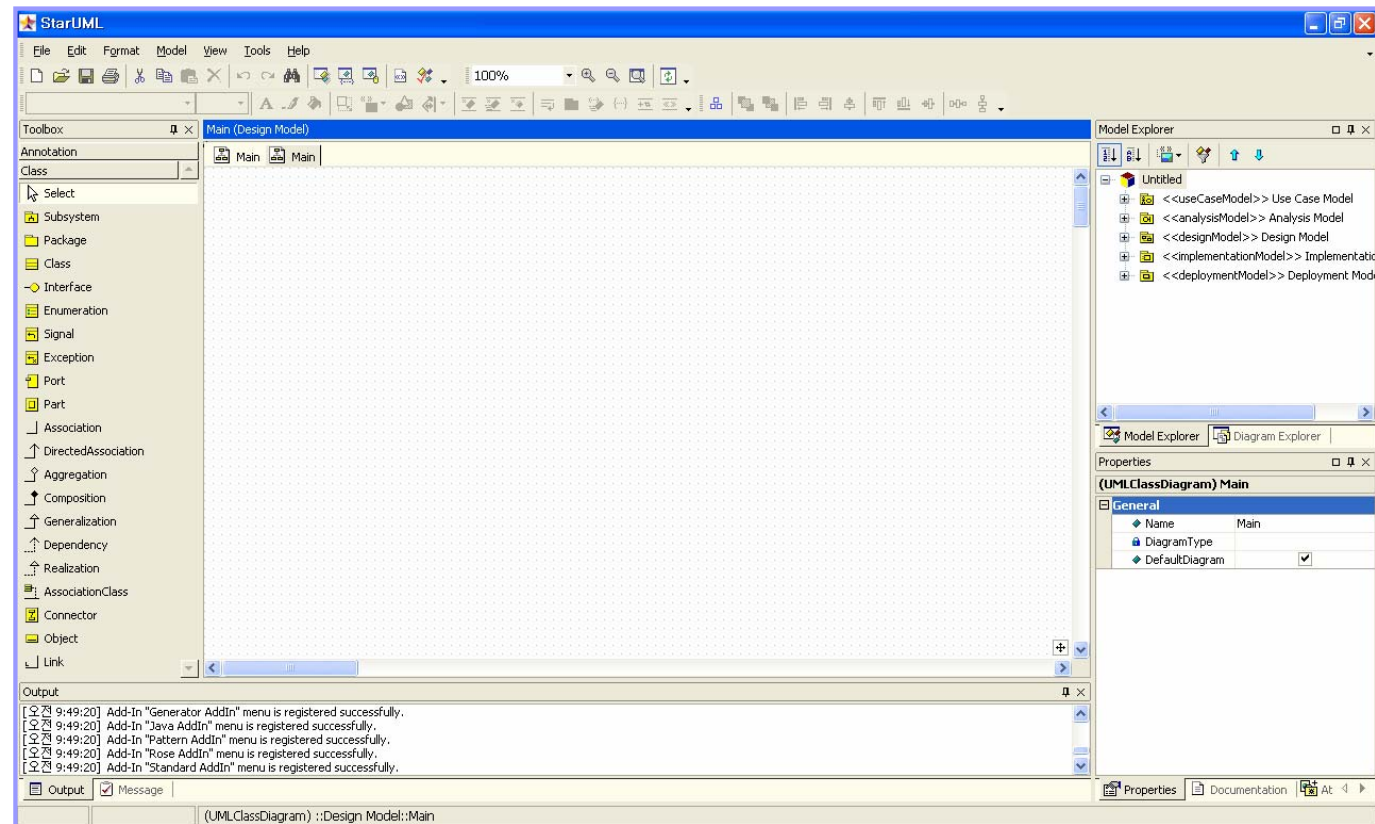 StarUML
File Edit Format Model View Tools Help
100%
Toolbox
Annotation
Class
Select
Subsystem
Package
Class
Interface
Enumeration
Signal
Exception
Port
Part
Association
DirectedAssociation
Aggregation
Composition
Generalization
Dependency
Realization
AssociationClass
Connector
Object
Link
Main (Design Model)
Main Main
Model Explorer
Untitled
<<useCaseModel>> Use Case Model
<<analysisModel>> Analysis Model
<<designModel>> Design Model
<<implementationModel>> Implementatio
<<deploymentModel>> Deployment Mod
Model Explorer Diagram Explorer
Properties
(UMLClassDiagram) Main
General
Name Main
DiagramType
DefaultDiagram
Properties Documentation At
Output
[오전 9:49:20] Add-In "Generator AddIn" menu is registered successfully.
[오전 9:49:20] Add-In "Java AddIn" menu is registered successfully.
[오전 9:49:20] Add-In "Pattern AddIn" menu is registered successfully.
[오전 9:49:20] Add-In "Rose AddIn" menu is registered successfully.
[오전 9:49:20] Add-In "Standard AddIn" menu is registered successfully.
Output Message
(UMLClassDiagram) ::Design Model::Main